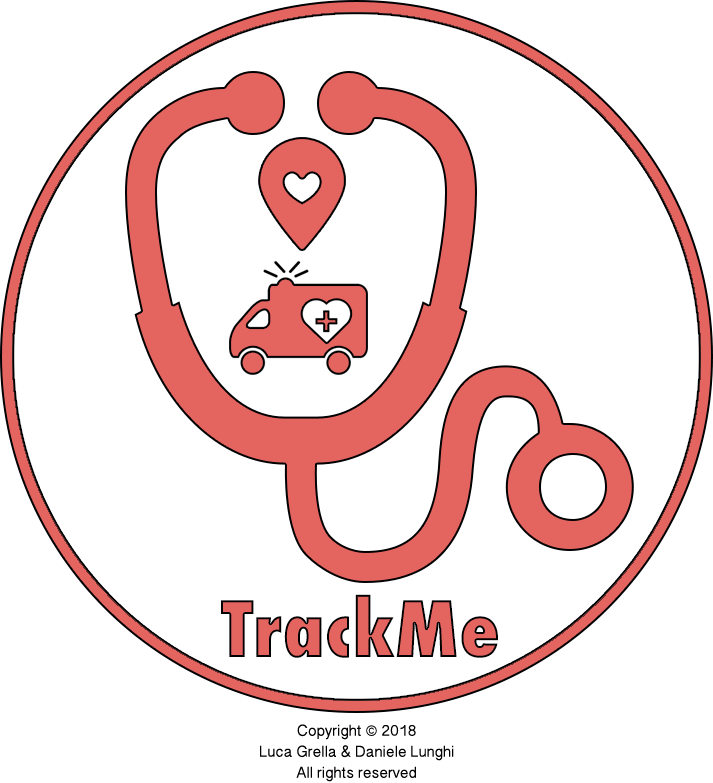 TrackMe
Copyright © 2018
Luca Grella & Daniele Lunghi
All rights reserved